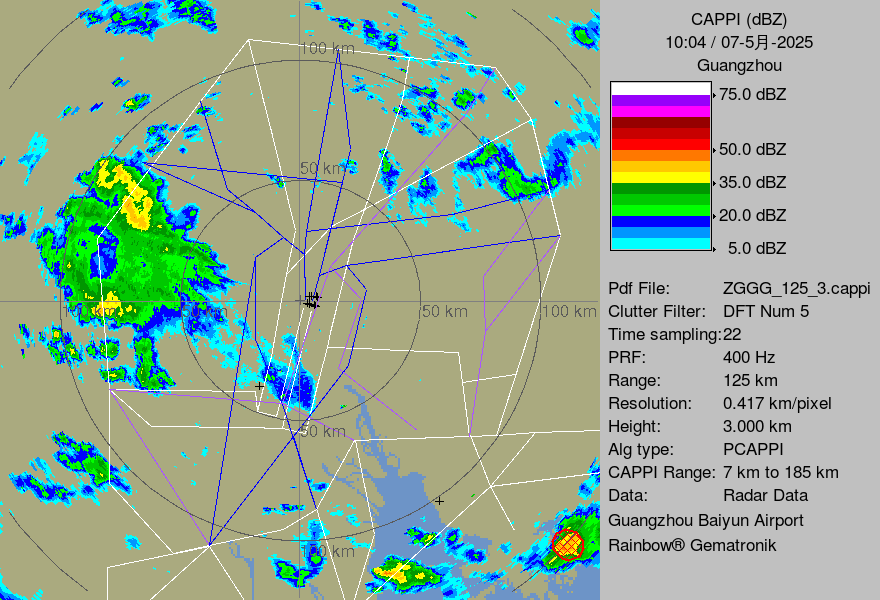 CAPPI (dBZ)
10:04 / 07-5月-2025
Guangzhou
75.0 dBZ
50.0 dBZ
35.0 dBZ
20.0 dBZ
5.0 dBZ
Pdf File: ZGGG_125_3.cappi
Clutter Filter: DFT Num 5
Time sampling:22
PRF: 400 Hz
Range: 125 km
Resolution: 0.417 km/pixel
Height: 3.000 km
Alg type: PCAPPI
CAPPI Range: 7 km to 185 km
Data: Radar Data
Guangzhou Baiyun Airport
Rainbow® Gematronik
100 km
50 km
50 km
100 km
50 km
100 km